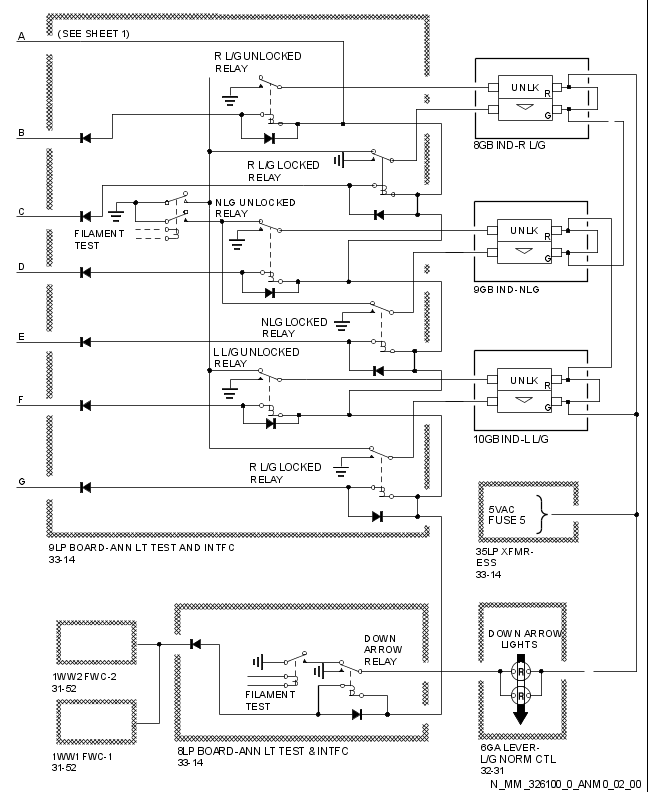 A
(SEE SHEET 1)
R L/G UNLOCKED
RELAY
UNLK
R
G
B
8GB IND-R L/G
R L/G LOCKED
RELAY
C
NLG UNLOCKED
RELAY
FILAMENT
TEST
UNLK
R
G
D
9GB IND-NLG
NLG LOCKED
RELAY
E
L L/G UNLOCKED
RELAY
UNLK
R
G
F
10GB IND-L L/G
R L/G LOCKED
RELAY
G
5VAC
FUSE 5
9LP BOARD-ANN LT TEST AND INTFC
33-14
35LP XFMR-
ESS
33-14
DOWN
ARROW
RELAY
DOWN ARROW
LIGHTS
R
R
1WW2 FWC-2
31-52
FILAMENT
TEST
1WW1 FWC-1
31-52
8LP BOARD-ANN LT TEST & INTFC
33-14
6GA LEVER-
L/G NORM CTL
32-31
N_MM_326100_0_ANM0_02_00